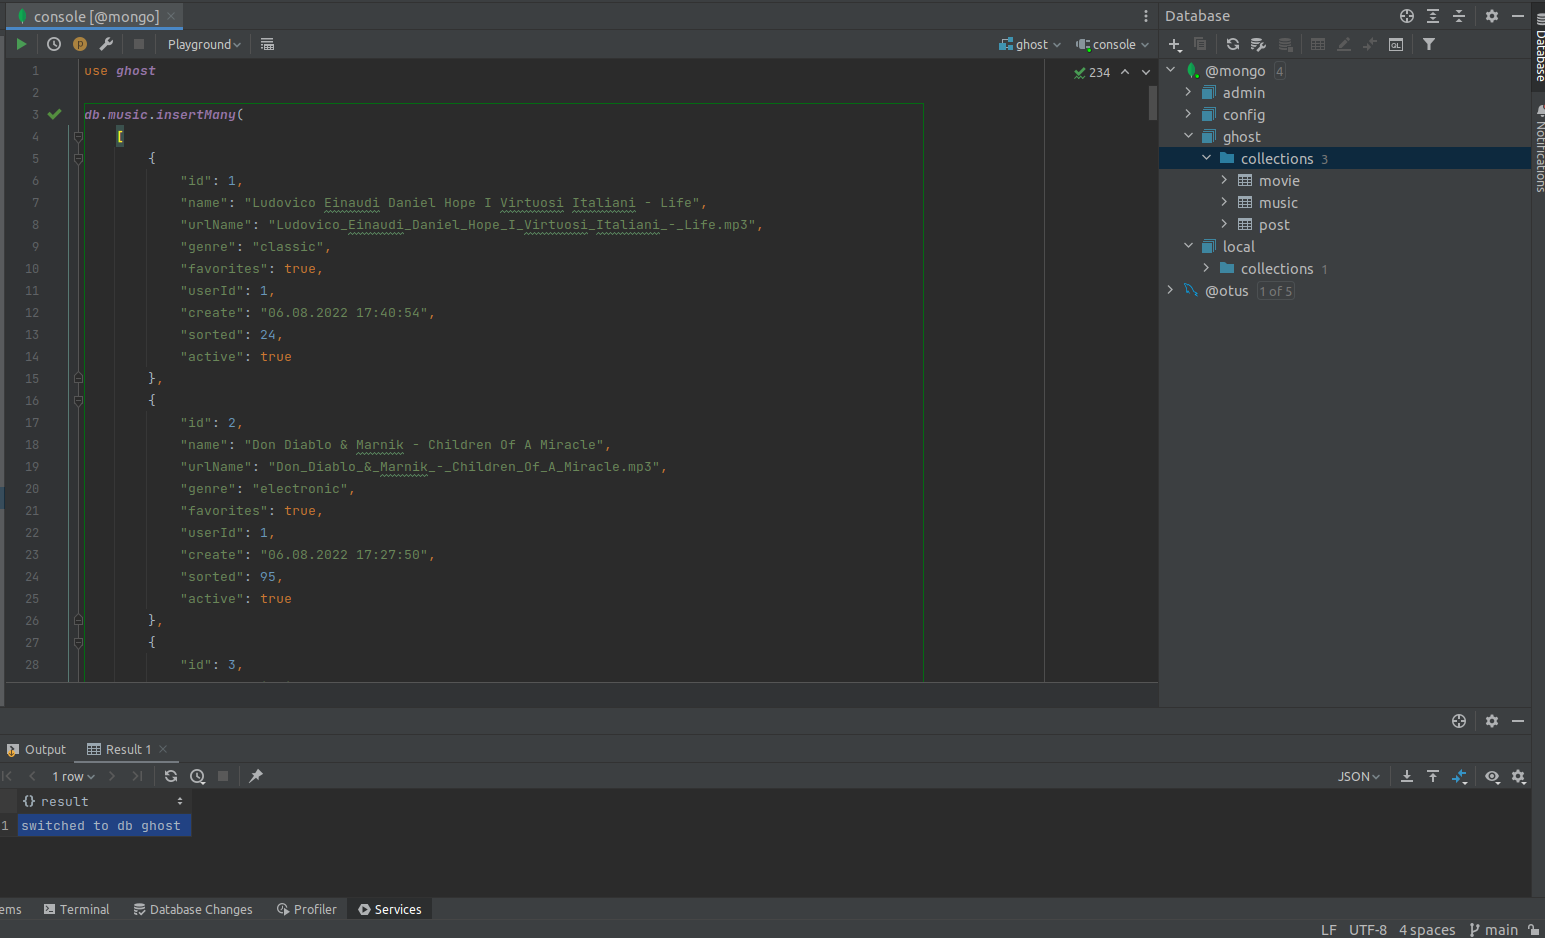 console [@mongo]
Playground
ghost
console
1 use ghost
234
2
3 db.music.insertMany(
4 [
5 {
6 "id": 1,
7 "name": "Ludovico Einaudi Daniel Hope I Virtuosi Italiani - Life",
8 "urlName": "Ludovico_Einaudi_Daniel_Hope_I_Virtuosi_Italiani_-_Life.mp3",
9 "genre": "classic",
10 "favorites": true,
11 "userId": 1,
12 "create": "06.08.2022 17:40:54",
13 "sorted": 24,
14 "active": true
15 },
16 {
17 "id": 2,
18 "name": "Don Diablo & Marnik - Children Of A Miracle",
19 "urlName": "Don_Diablo_&_Marnik_-_Children_Of_A_Miracle.mp3",
20 "genre": "electronic",
21 "favorites": true,
22 "userId": 1,
23 "create": "06.08.2022 17:27:50",
24 "sorted": 95,
25 "active": true
26 },
27 {
28 "id": 3,
Database
QL
@mongo 4
admin
config
ghost
collections 3
movie
music
post
local
collections 1
@otus 1 of 5
Database
Notifications
Output
Result 1
1 row
JSON
{} result
1 switched to db ghost
ems
Terminal
Database Changes
Profiler
Services
LF UTF-8 4 spaces main